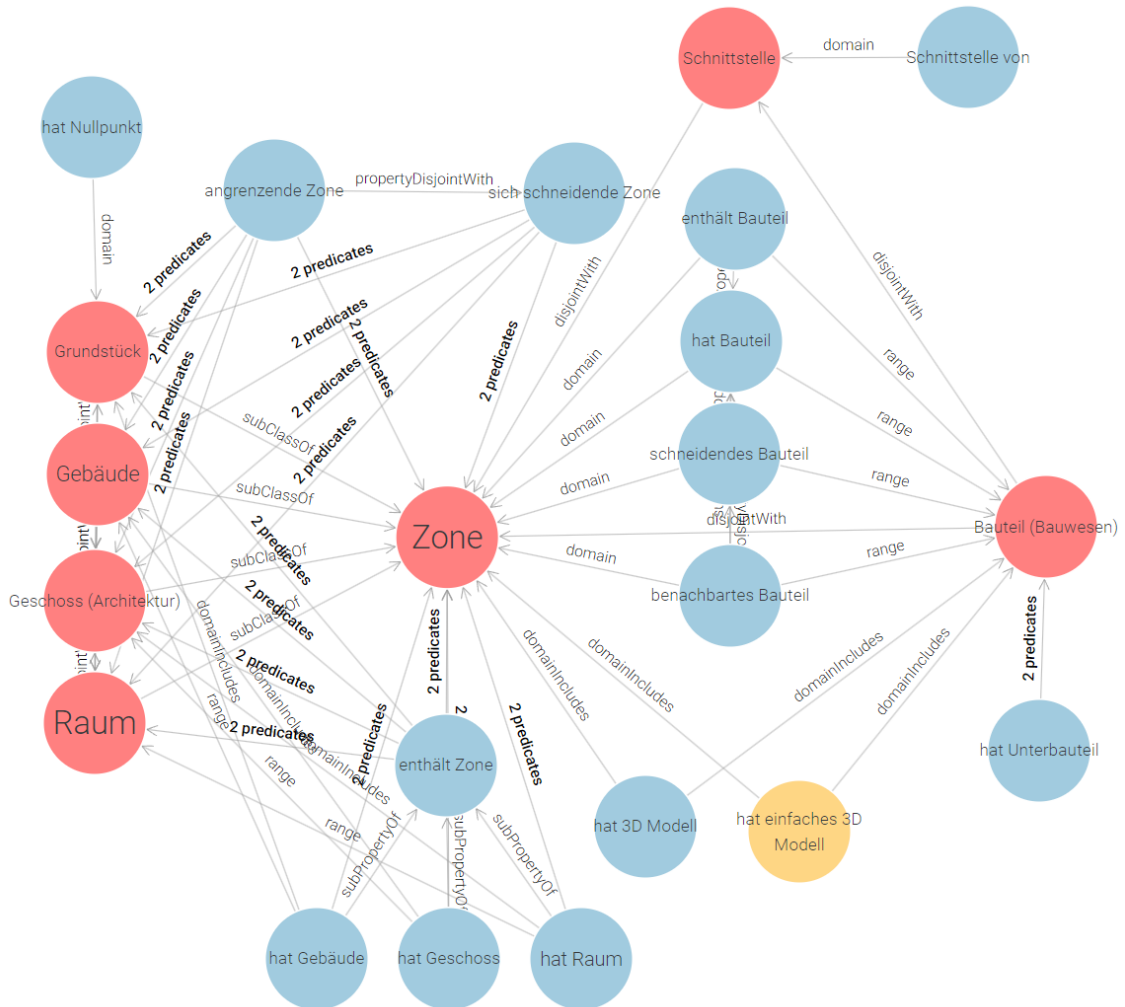 Schnittstelle
domain
Schnittstelle von
hat Nullpunkt
angrenzende Zone
propertyDisjointWith
sich schneidende Zone
enthält Bauteil
domain
2 predicates
2 predicates
disjointWith
disjointWith
2 predicates
2 predicates
2 predicates
2 predicates
hat Bauteil
Grundstück
2 predicates
2 predicates
domain
range
2 predicates
domain
range
subClassOf
2 predicates
2 predicates
schneidendes Bauteil
Gebäude
subClassOf
domain
range
Zone
disjointWith
Bauteil (Bauwesen)
2 predicates
subClassOf
domain
range
Geschoss (Architektur)
benachbartes Bauteil
subClassOf
2 predicates
domainIncludes
2 predicates
2 predicates
domainIncludes
domainIncludes
domainIncludes
domainIncludes
2 predicates
Raum
2 predicates
range
2
2 predicates
2 predicates
enthält Zone
hat Unterbauteil
domainIncludes
range
hat 3D Modell
hat einfaches 3D
Modell
range
subPropertyOf
subPropertyOf
subPropertyOf
hat Gebäude
hat Geschoss
hat Raum